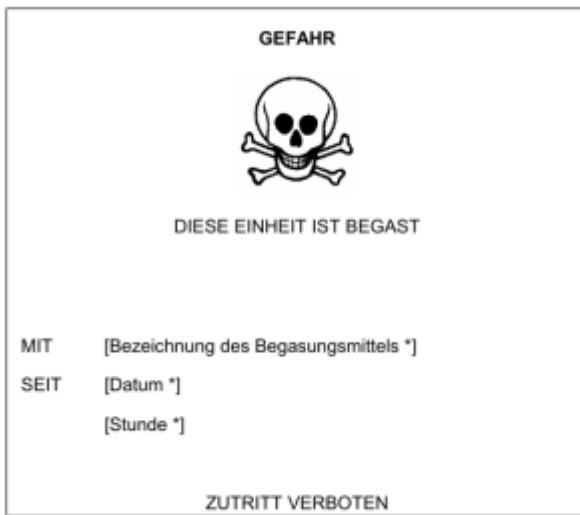 GEFAHR
DIESE EINHEIT IST BEGAST
MIT [Bezeichnung des Begasungsmittels *]
SEIT [Datum *]
[Stunde *]
ZUTRITT VERBOTEN